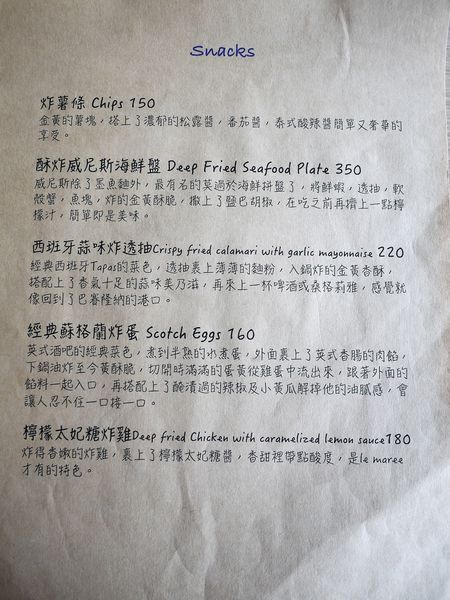 Snacks
炸薯條 Chips 150
金黃的薯塊，搭上了濃郁的松露醬，番茄醬，泰式酸辣醬簡單又奢華的
享受。
酥炸威尼斯海鮮盤 Deep Fried Seafood Plate 350
威尼斯除了墨魚麵外，最有名的莫過於海鮮拼盤了，將鮮蝦，透抽，軟
殼蟹，魚塊，炸的金黃酥脆，撒上了鹽巴胡椒，在吃之前再擠上一點檸
檬汁，簡單即是美味。
西班牙蒜味炸透抽Crispy fried calamari with garlic mayonnaise 220
經典西班牙Tapas的菜色，透抽裹上薄薄的麵粉，入鍋炸的金黃香酥，
搭配上了香氣十足的蒜味美乃滋，再來上一杯啤酒或桑格莉雅，感覺就
像回到了巴賽隆納的港口。
經典蘇格蘭炸蛋 Scotch Eggs 160
英式酒吧的經典菜色，煮到半熟的水煮蛋，外面裹上了英式香腸的肉餡，
下鍋油炸至今黃酥脆，切開時滿滿的蛋黃從雞蛋中流出來，跟著外面的
餡料一起入口，再搭配上了醃漬過的辣椒及小黃瓜解掉他的油膩感，會
讓人忍不住一口接一口。
檸檬太妃糖炸雞Deep fried Chicken with caramelized lemon sauce180
炸得香嫩的炸雞，裹上了檸檬太妃糖醬，香甜裡帶點酸度，是le maree
才有的特色。